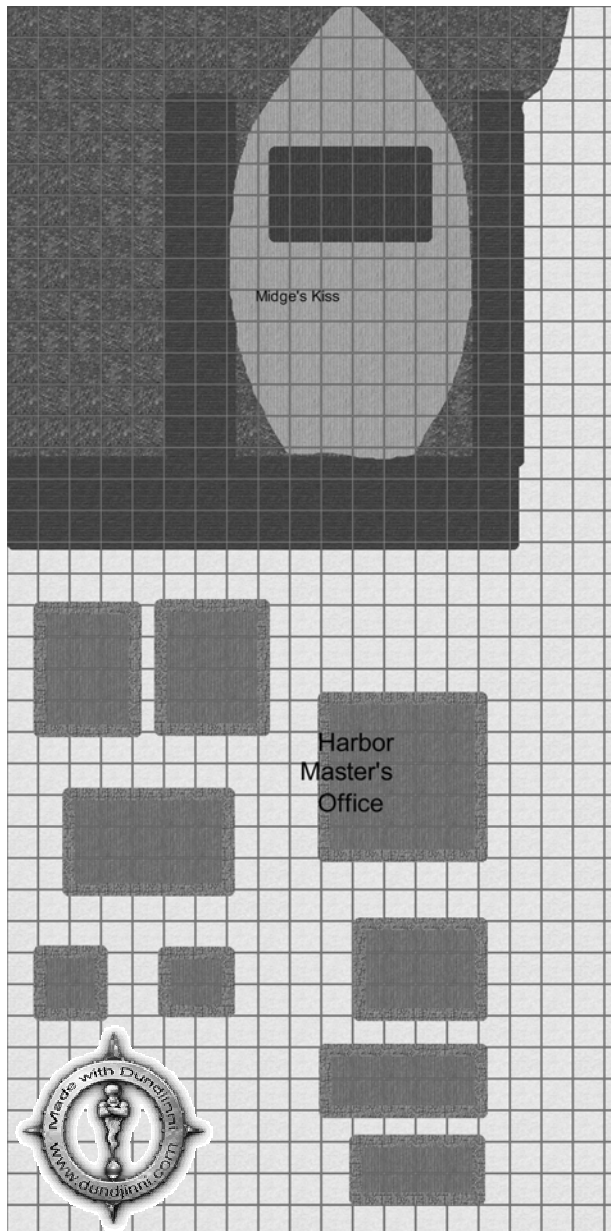 Midge's Kiss
Harbor
Master's
Office
Made with Dundjinni
www.dundjinni.com